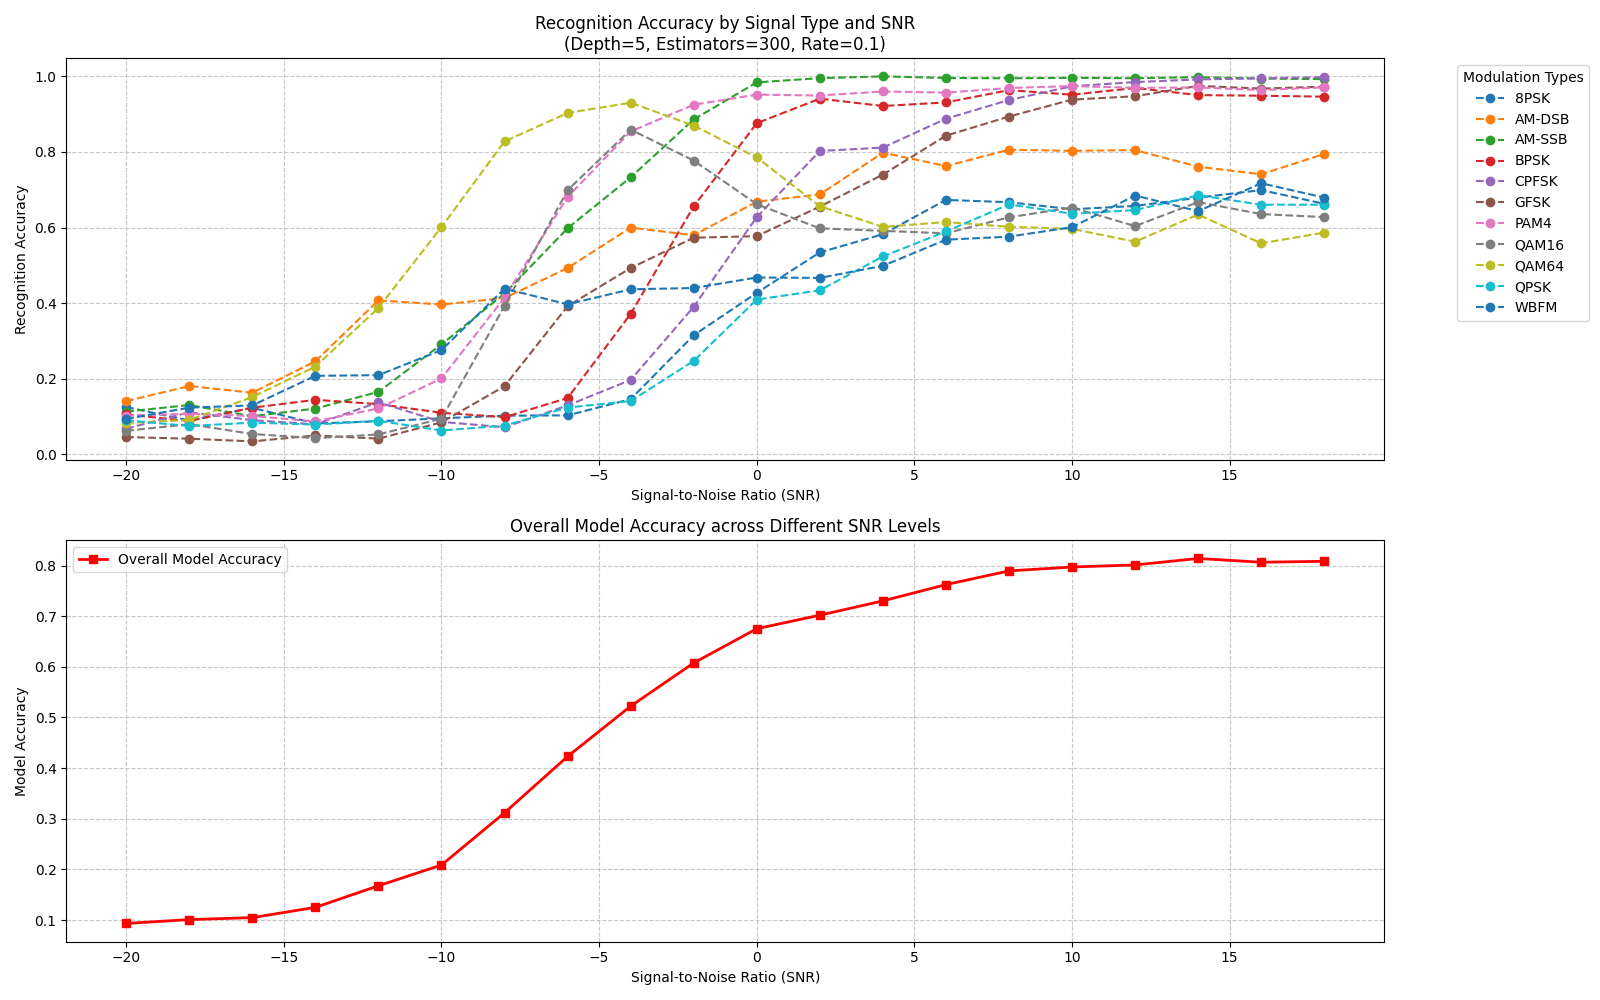 Recognition Accuracy by Signal Type and SNR
(Depth=5, Estimators=300, Rate=0.1)
Recognition Accuracy
1.0
0.8
0.6
0.4
0.2
0.0
−20
−15
−10
−5
0
5
10
15
Signal-to-Noise Ratio (SNR)
Modulation Types
8PSK
AM-DSB
AM-SSB
BPSK
CPFSK
GFSK
PAM4
QAM16
QAM64
QPSK
WBFM
Overall Model Accuracy across Different SNR Levels
Overall Model Accuracy
Model Accuracy
0.8
0.7
0.6
0.5
0.4
0.3
0.2
0.1
−20
−15
−10
−5
0
5
10
15
Signal-to-Noise Ratio (SNR)